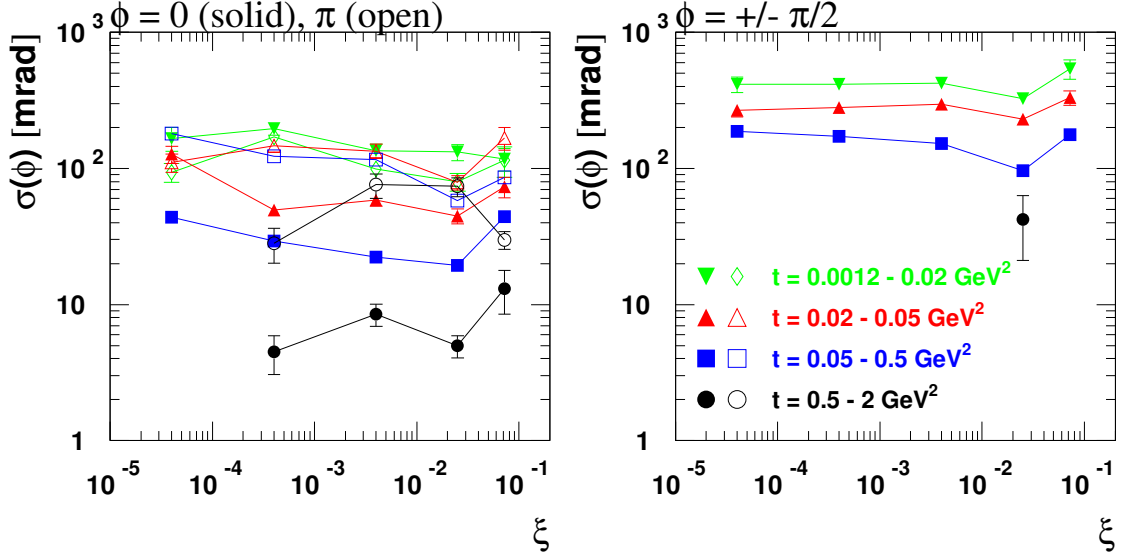 ϕ = 0 (solid), π (open)
σ(ϕ) [mrad]
10³
10²
10
1
10⁻⁵ 10⁻⁴ 10⁻³ 10⁻² 10⁻¹
ξ
ϕ = +/- π/2
σ(ϕ) [mrad]
10³
10²
10
1
t = 0.0012 - 0.02 GeV²
t = 0.02 - 0.05 GeV²
t = 0.05 - 0.5 GeV²
t = 0.5 - 2 GeV²
10⁻⁵ 10⁻⁴ 10⁻³ 10⁻² 10⁻¹
ξ